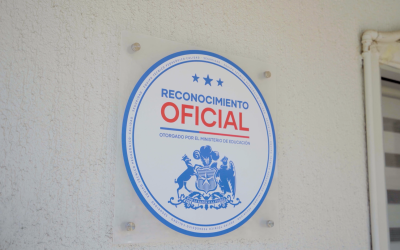 RECONOCIMIENTO
OFICIAL
OTORGADO POR EL MINISTERIO DE EDUCACIÓN